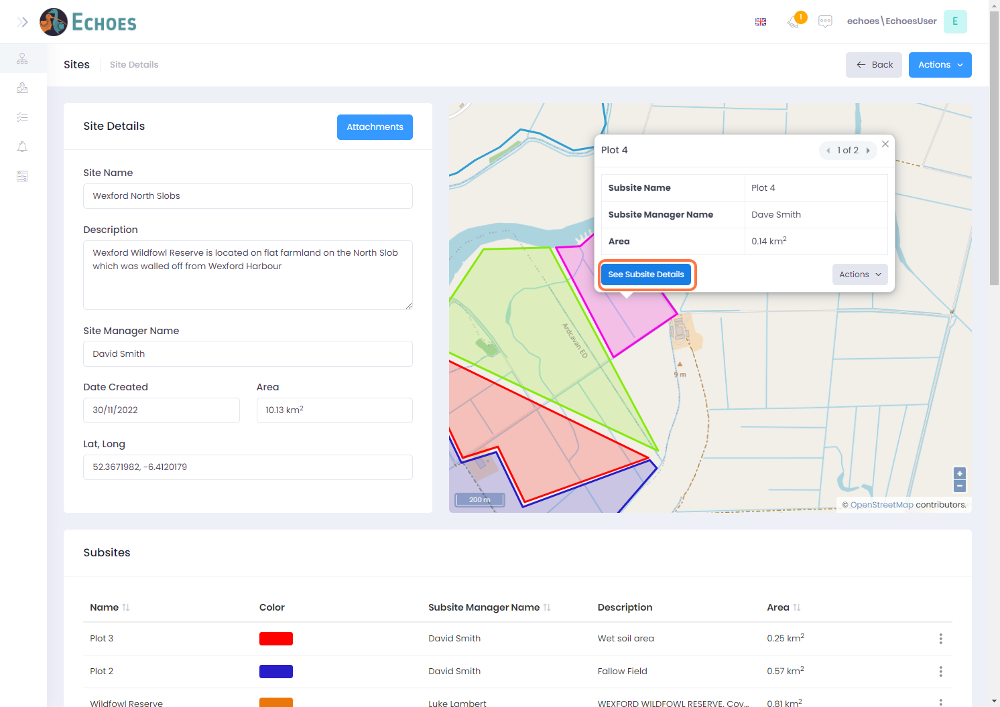 ECHOES
1
echoes\EchoesUser
E
Sites
Site Details
Back
Actions
Site Details
Attachments
Site Name
Wexford North Slobs
Description
Wexford Wildfowl Reserve is located on flat farmland on the North Slob
which was walled off from Wexford Harbour
Site Manager Name
David Smith
Date Created
Area
30/11/2022
10.13 km²
Lat, Long
52.3671982, -6.4120179
Plot 4
1 of 2
Subsite Name
Plot 4
Subsite Manager Name
Dave Smith
Area
0.14 km²
See Subsite Details
Actions
Ardcavan ED
9 m
+
−
200 m
© OpenStreetMap contributors.
Subsites
Name
Color
Subsite Manager Name
Description
Area
Plot 3
David Smith
Wet soil area
0.25 km²
Plot 2
David Smith
Fallow Field
0.57 km²
Wildfowl Reserve
Luke Lambert
WEXFORD WILDFOWL RESERVE, Cov...
0.81 km²